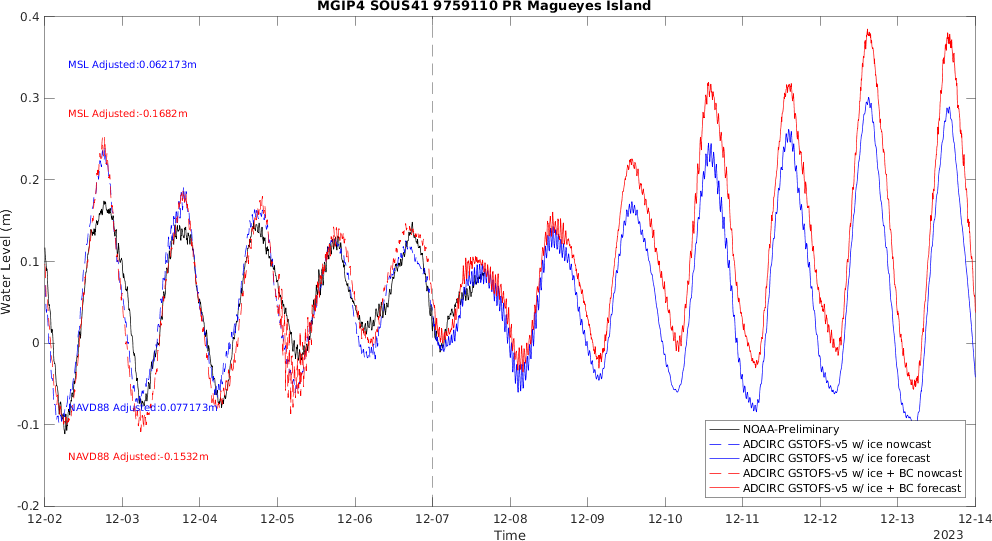 MGIP4 SOUS41 9759110 PR Magueyes Island
0.4
0.3
0.2
0.1
0
-0.1
-0.2
Water Level (m)
MSL Adjusted:0.062173m
MSL Adjusted:-0.1682m
NAVD88 Adjusted:0.077173m
NAVD88 Adjusted:-0.1532m
NOAA-Preliminary
ADCIRC GSTOFS-v5 w/ ice nowcast
ADCIRC GSTOFS-v5 w/ ice forecast
ADCIRC GSTOFS-v5 w/ ice + BC nowcast
ADCIRC GSTOFS-v5 w/ ice + BC forecast
12-02 12-03 12-04 12-05 12-06 12-07 12-08 12-09 12-10 12-11 12-12 12-13 12-14
Time
2023